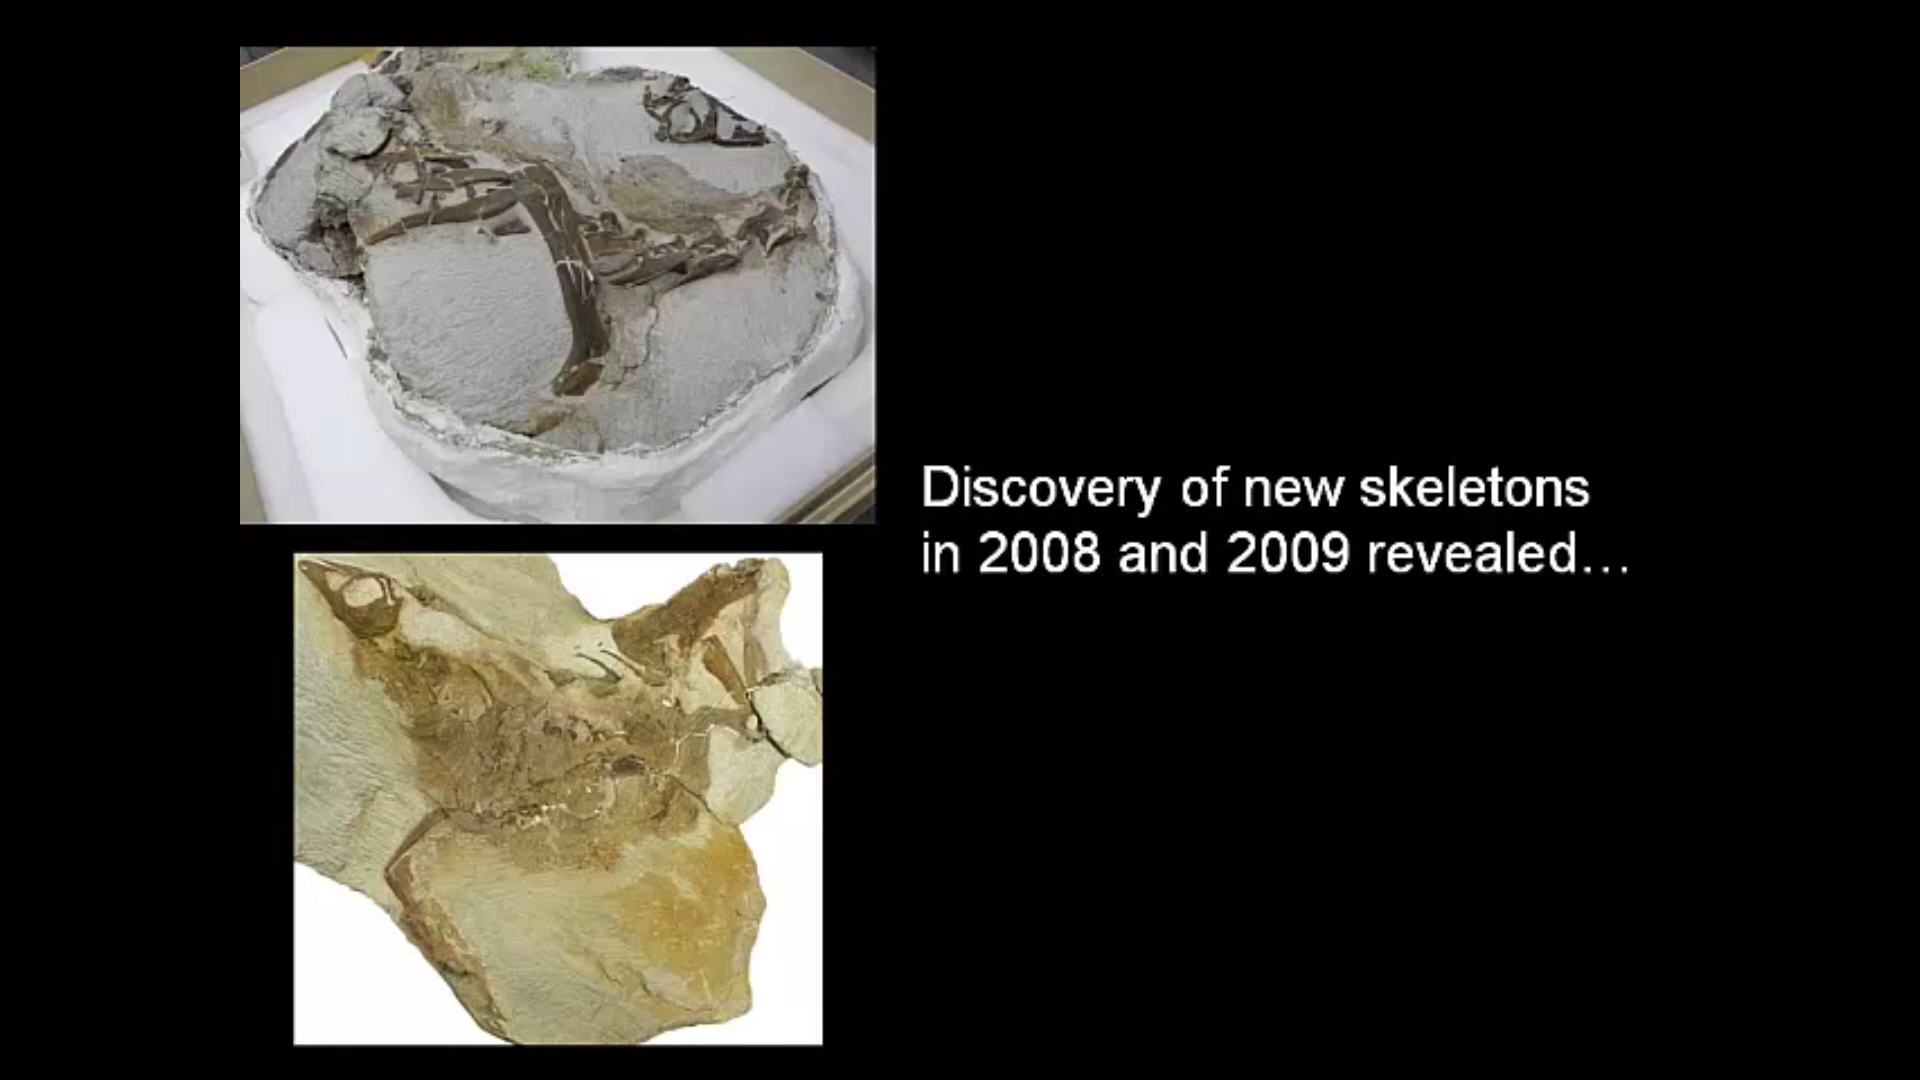 Discovery of new skeletons
in 2008 and 2009 revealed…